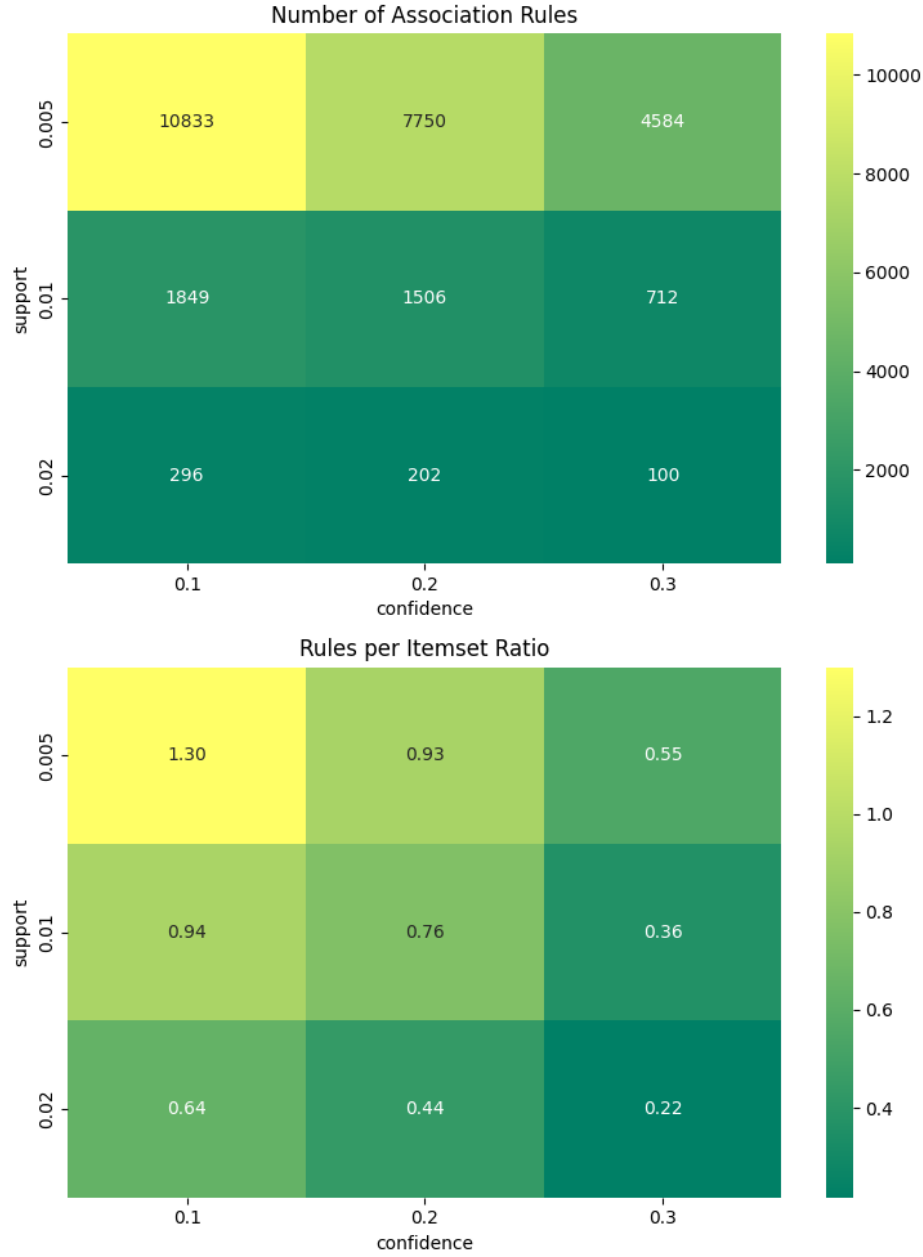 Number of Association Rules
10833 7750 4584
1849 1506 712
296 202 100
0.005
0.01
0.02
support
0.1 0.2 0.3
confidence
10000
8000
6000
4000
2000
Rules per Itemset Ratio
1.30 0.93 0.55
0.94 0.76 0.36
0.64 0.44 0.22
0.005
0.01
0.02
support
0.1 0.2 0.3
confidence
1.2
1.0
0.8
0.6
0.4